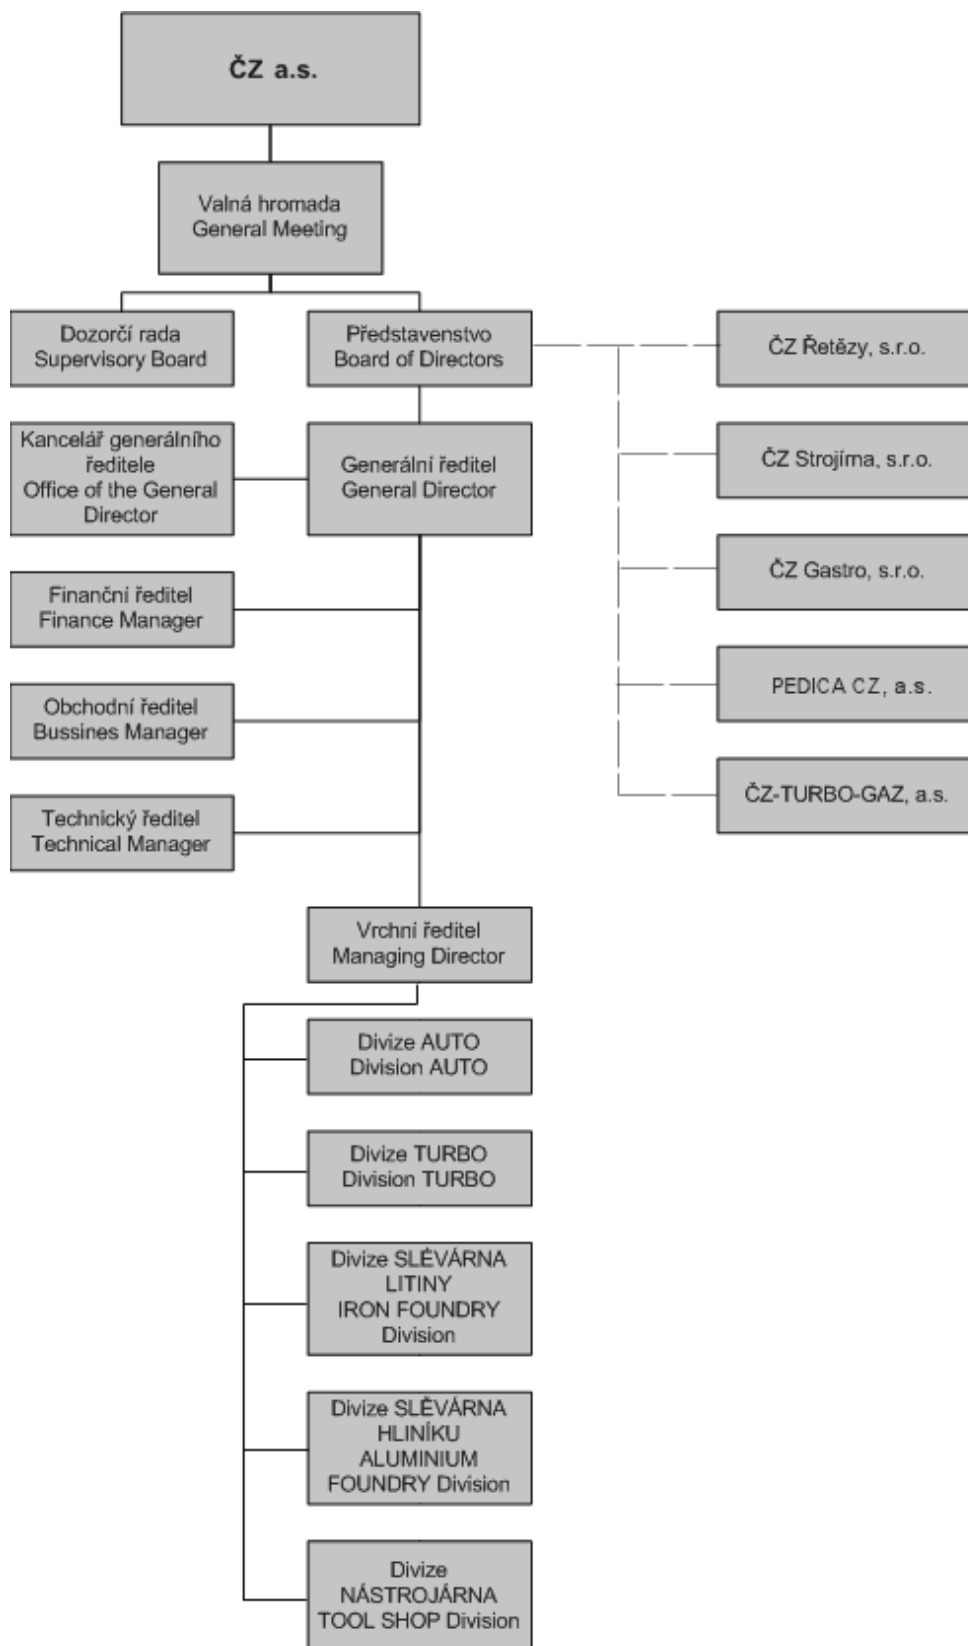 ČZ a.s.
Valná hromada
General Meeting
Dozorčí rada
Supervisory Board
Představenstvo
Board of Directors
ČZ Řetězy, s.r.o.
Kancelář generálního
ředitele
Office of the General
Director
Generální ředitel
General Director
ČZ Strojírna, s.r.o.
Finanční ředitel
Finance Manager
ČZ Gastro, s.r.o.
Obchodní ředitel
Bussines Manager
PEDICA CZ, a.s.
Technický ředitel
Technical Manager
ČZ-TURBO-GAZ, a.s.
Vrchní ředitel
Managing Director
Divize AUTO
Division AUTO
Divize TURBO
Division TURBO
Divize SLÉVÁRNA
LITINY
IRON FOUNDRY
Division
Divize SLÉVÁRNA
HLINÍKU
ALUMINIUM
FOUNDRY Division
Divize
NÁSTROJÁRNA
TOOL SHOP Division